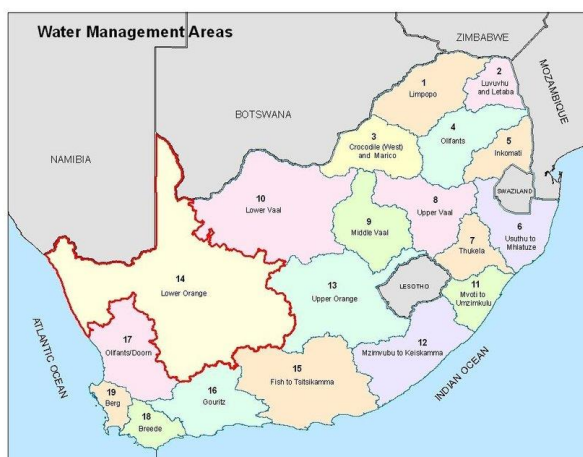 Water Management Areas
ZIMBABWE
MOZAMBIQUE
BOTSWANA
NAMIBIA
1
Limpopo
2
Luvuvhu
and Letaba
3
Crocodile (West)
and Marico
4
Olifants
5
Inkomati
SWAZILAND
6
Usuthu to
Mhlatuze
7
Thukela
8
Upper Vaal
9
Middle Vaal
10
Lower Vaal
LESOTHO
11
Mvoti to
Umzimkulu
12
Mzimvubu to Keiskamma
13
Upper Orange
14
Lower Orange
15
Fish to Tsitsikamma
16
Gouritz
17
Olifants/Doorn
18
Breede
19
Berg
ATLANTIC OCEAN
INDIAN OCEAN